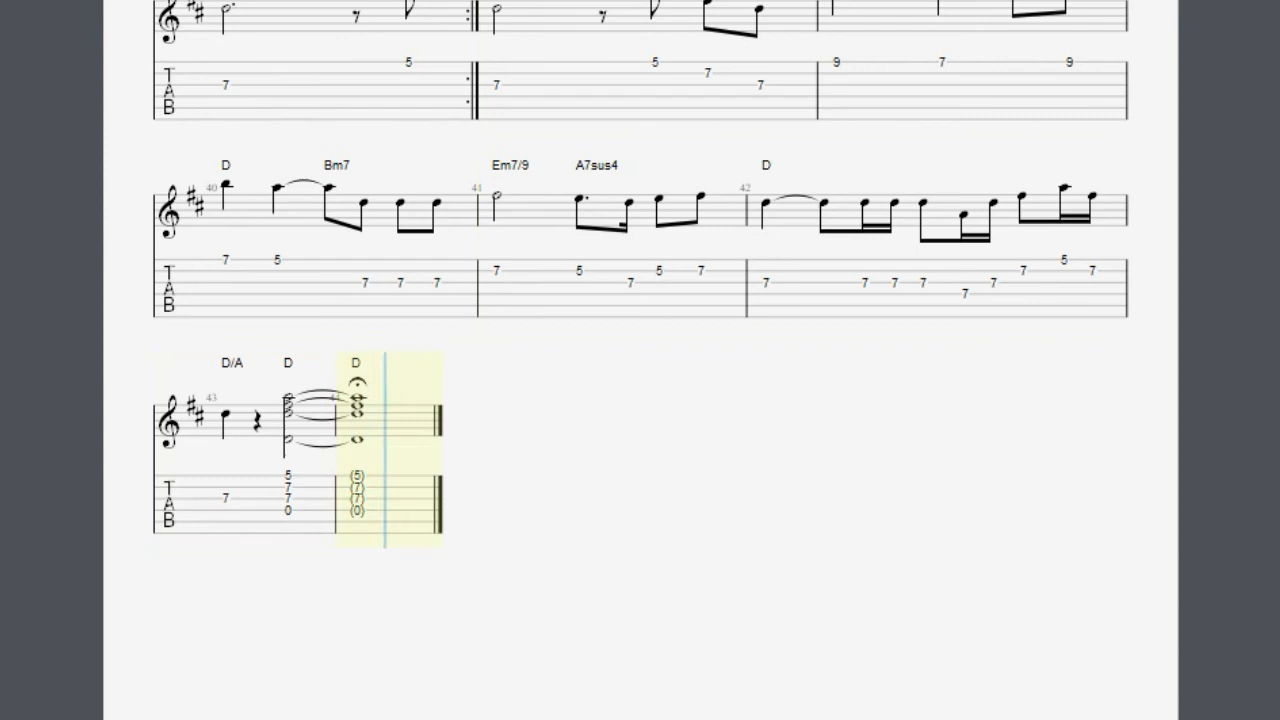 5
T 7
A
B
7 5 7 7
9 7 9
D Bm7 Em7/9 A7sus4 D
40 41 42
T 7 5 7 7 7
A
B
7 5 7 5 7
7 7 7 7 7 7 7 5 7
D/A D D
43 44
T 7
A
B
5 7 7 0
(5) (7) (7) (0)